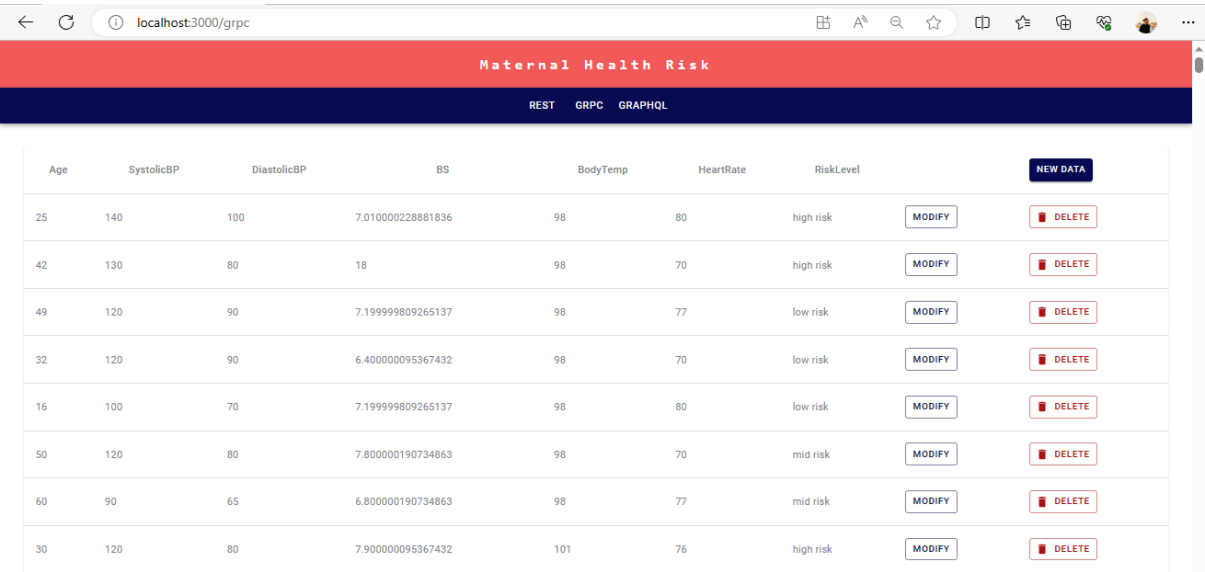 localhost:3000/grpc
Maternal Health Risk
REST GRPC GRAPHQL
Age SystolicBP DiastolicBP BS BodyTemp HeartRate RiskLevel NEW DATA
25 140 100 7.010000228881836 98 80 high risk MODIFY DELETE
42 130 80 18 98 70 high risk MODIFY DELETE
49 120 90 7.199999809265137 98 77 low risk MODIFY DELETE
32 120 90 6.400000095367432 98 70 low risk MODIFY DELETE
16 100 70 7.199999809265137 98 80 low risk MODIFY DELETE
50 120 80 7.800000190734863 98 70 mid risk MODIFY DELETE
60 90 65 6.800000190734863 98 77 mid risk MODIFY DELETE
30 120 80 7.900000095367432 101 76 high risk MODIFY DELETE